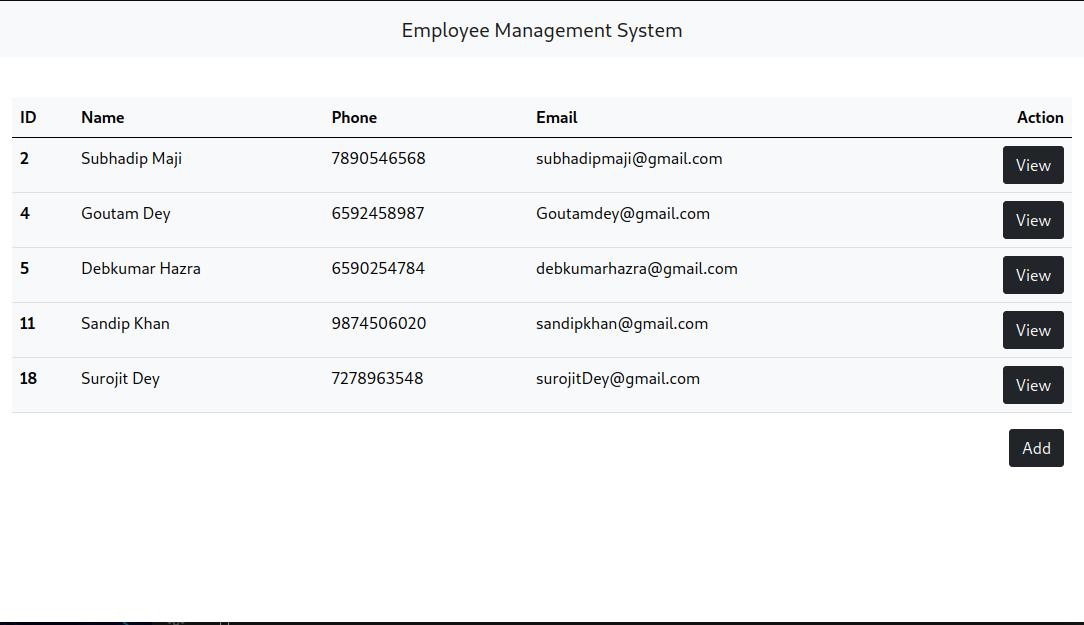 Employee Management System
ID Name Phone Email Action
2 Subhadip Maji 7890546568 subhadipmaji@gmail.com View
4 Goutam Dey 6592458987 Goutamdey@gmail.com View
5 Debkumar Hazra 6590254784 debkumarhazra@gmail.com View
11 Sandip Khan 9874506020 sandipkhan@gmail.com View
18 Surojit Dey 7278963548 surojitDey@gmail.com View
Add